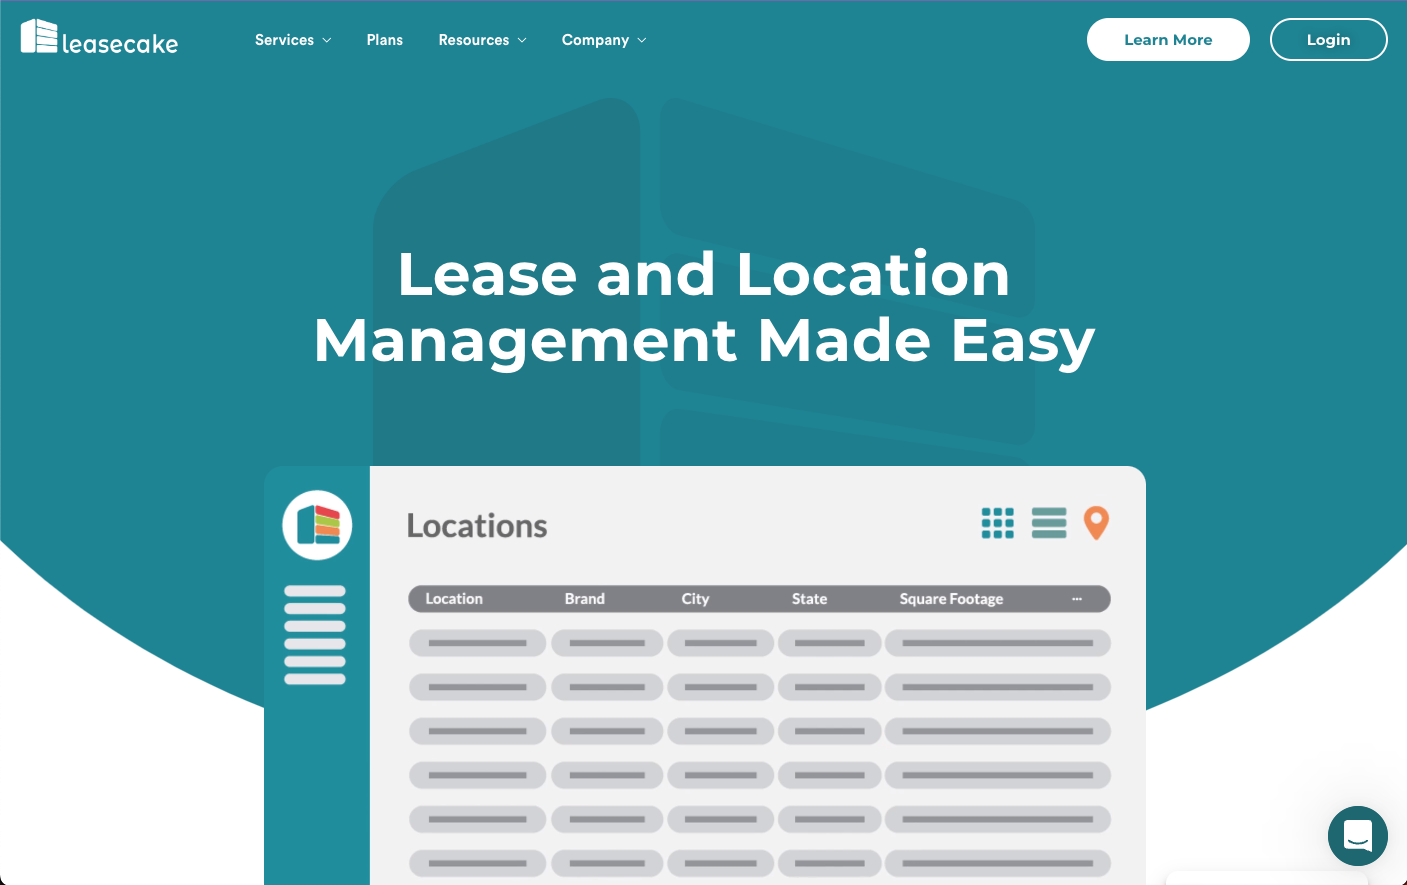 leasecake
Services
Plans
Resources
Company
Learn More
Login
Lease and Location
Management Made Easy
Locations
Location Brand City State Square Footage ...